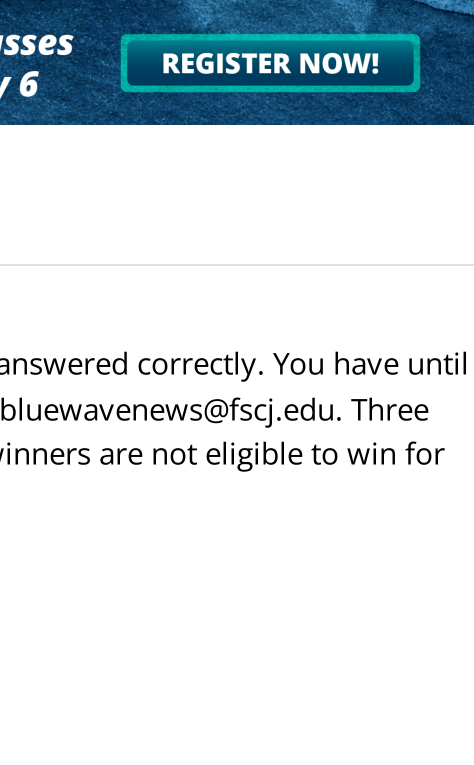 REGISTER NOW!
6
answered correctly. You have until
bluewavenews@fscj.edu. Three
winners are not eligible to win for